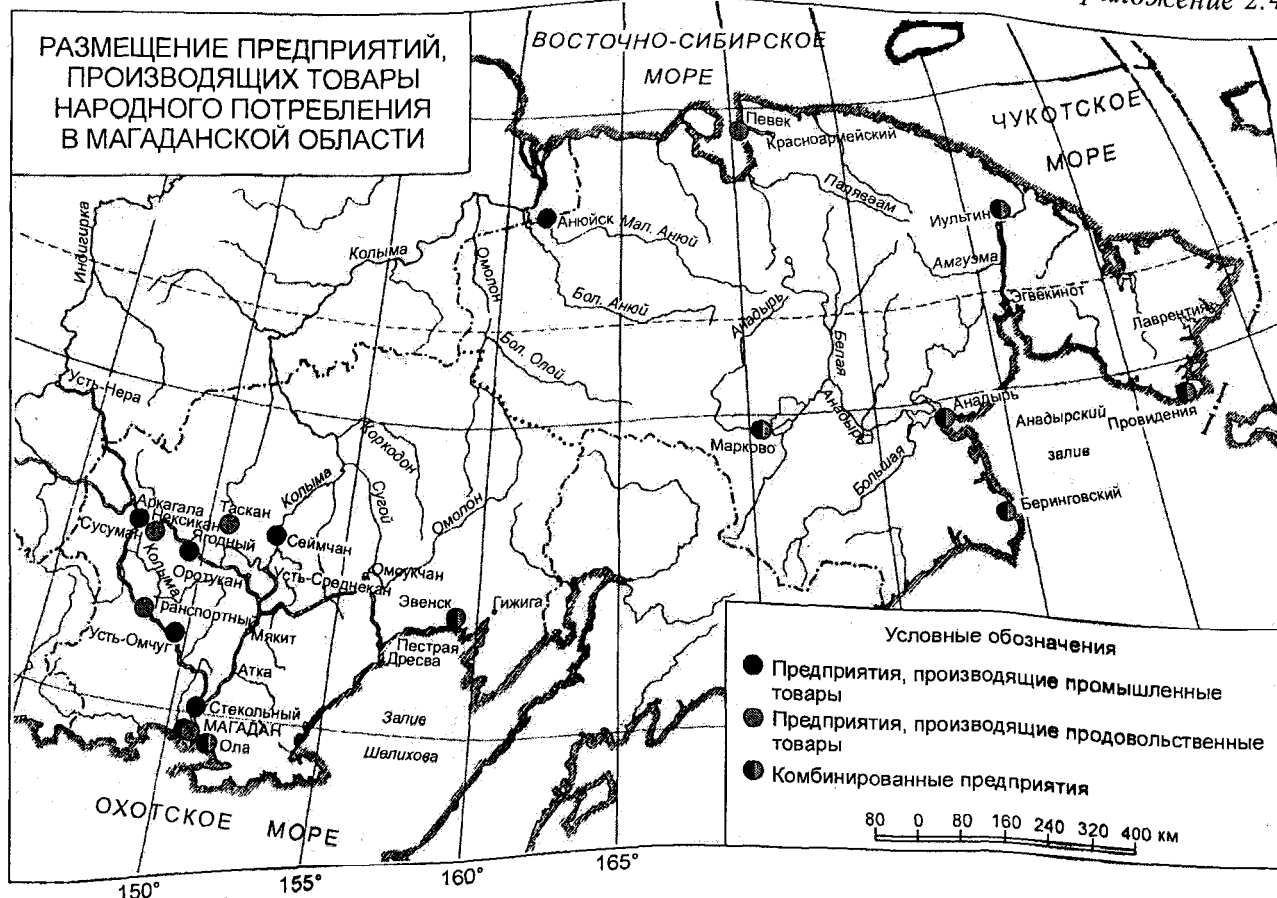 РАЗМЕЩЕНИЕ ПРЕДПРИЯТИЙ,
ПРОИЗВОДЯЩИХ ТОВАРЫ
НАРОДНОГО ПОТРЕБЛЕНИЯ
В МАГАДАНСКОЙ ОБЛАСТИ
2.4
ВОСТОЧНО-СИБИРСКОЕ
МОРЕ
ЧУКОТСКОЕ
МОРЕ
Певек
Красноармейский
Паляваам
Иультин
Амгуэма
Эгвекинот
Лаврентия
Провидения
Анюйск
Мал. Анюй
Бол. Анюй
Колыма
Индигирка
Омолон
Бол. Олой
Анадырь
Белая
Анадырь
Марково
Большая
Анадырь
Анадырский
залив
Беринговский
Усть-Нера
Коркодон
Колыма
Сугой
Омолон
Аркагала
Нексикан
Таскан
Сусуман
Ягодный
Сеймчан
Колыма
Оротукан
Усть-Среднекан
Омсукчан
Транспортный
Эвенск
Гижига
Усть-Омчуг
Мякит
Пестрая
Дресва
Атка
Стекольный
МАГАДАН
Ола
Залив
Шелихова
ОХОТСКОЕ МОРЕ
Условные обозначения
Предприятия, производящие промышленные
товары
Предприятия, производящие продовольственные
товары
Комбинированные предприятия
80 0 80 160 240 320 400 км
150° 155° 160° 165°